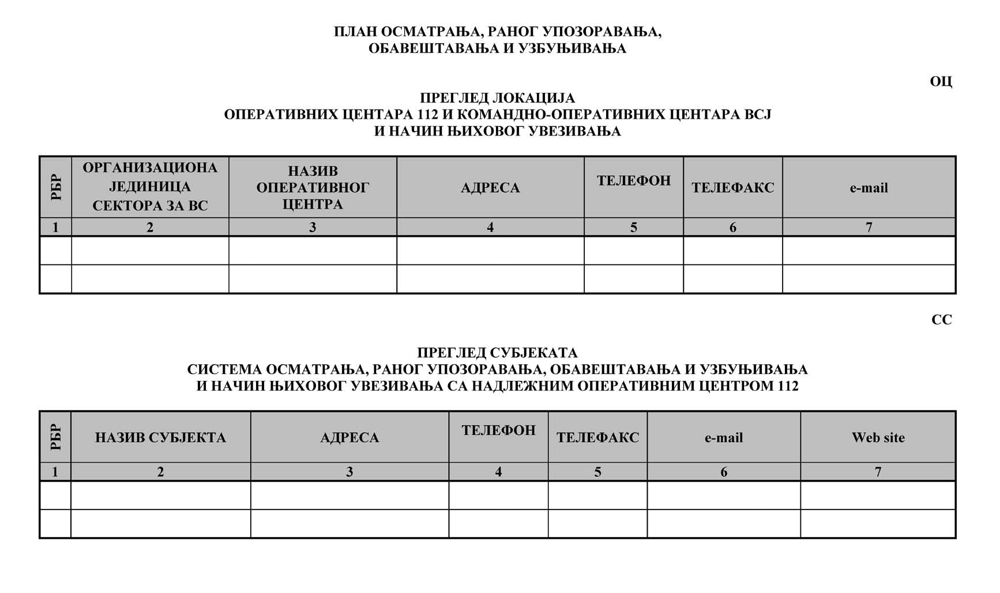 ПЛАН ОСМАТРАЊА, РАНОГ УПОЗОРАВАЊА,
ОБАВЕШТАВАЊА И УЗБУЊИВАЊА
ОЦ
ПРЕГЛЕД ЛОКАЦИЈА
ОПЕРАТИВНИХ ЦЕНТАРА 112 И КОМАНДНО-ОПЕРАТИВНИХ ЦЕНТАРА ВСЈ
И НАЧИН ЊИХОВОГ УВЕЗИВАЊА
РБР
ОРГАНИЗАЦИОНА
ЈЕДИНИЦА
СЕКТОРА ЗА ВС
НАЗИВ
ОПЕРАТИВНОГ
ЦЕНТРА
АДРЕСА
ТЕЛЕФОН
ТЕЛЕФАКС
e-mail
1 2 3 4 5 6 7
СС
ПРЕГЛЕД СУБЈЕКАТА
СИСТЕМА ОСМАТРАЊА, РАНОГ УПОЗОРАВАЊА, ОБАВЕШТАВАЊА И УЗБУЊИВАЊА
И НАЧИН ЊИХОВОГ УВЕЗИВАЊА СА НАДЛЕЖНИМ ОПЕРАТИВНИМ ЦЕНТРОМ 112
РБР
НАЗИВ СУБЈЕКТА
АДРЕСА
ТЕЛЕФОН
ТЕЛЕФАКС
e-mail
Web site
1 2 3 4 5 6 7